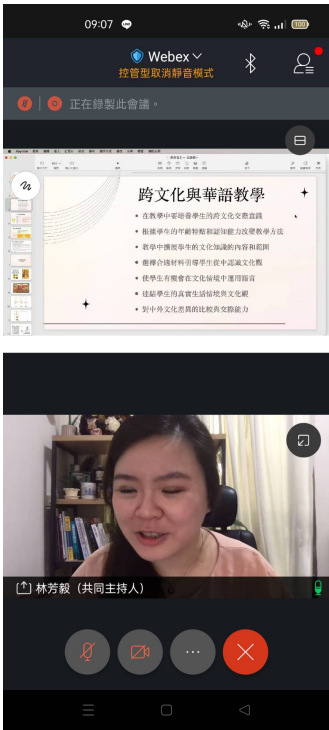 09:07
100
Webex
控管型取消靜音模式
正在錄製此會議。
跨文化與華語教學
• 在教學中要培養學生的跨文化交際意識
• 根據學生的年齡特點和認知能力改變教學方法
• 教學中擴展學生的文化知識的內容和範圍
• 選擇合適材料引導學生從中認識文化觀
• 使學生有機會在文化情境中運用語言
• 連結學生的真實生活情境與文化觀
• 對中外文化差異的比較與交際能力
林芳毅（共同主持人）